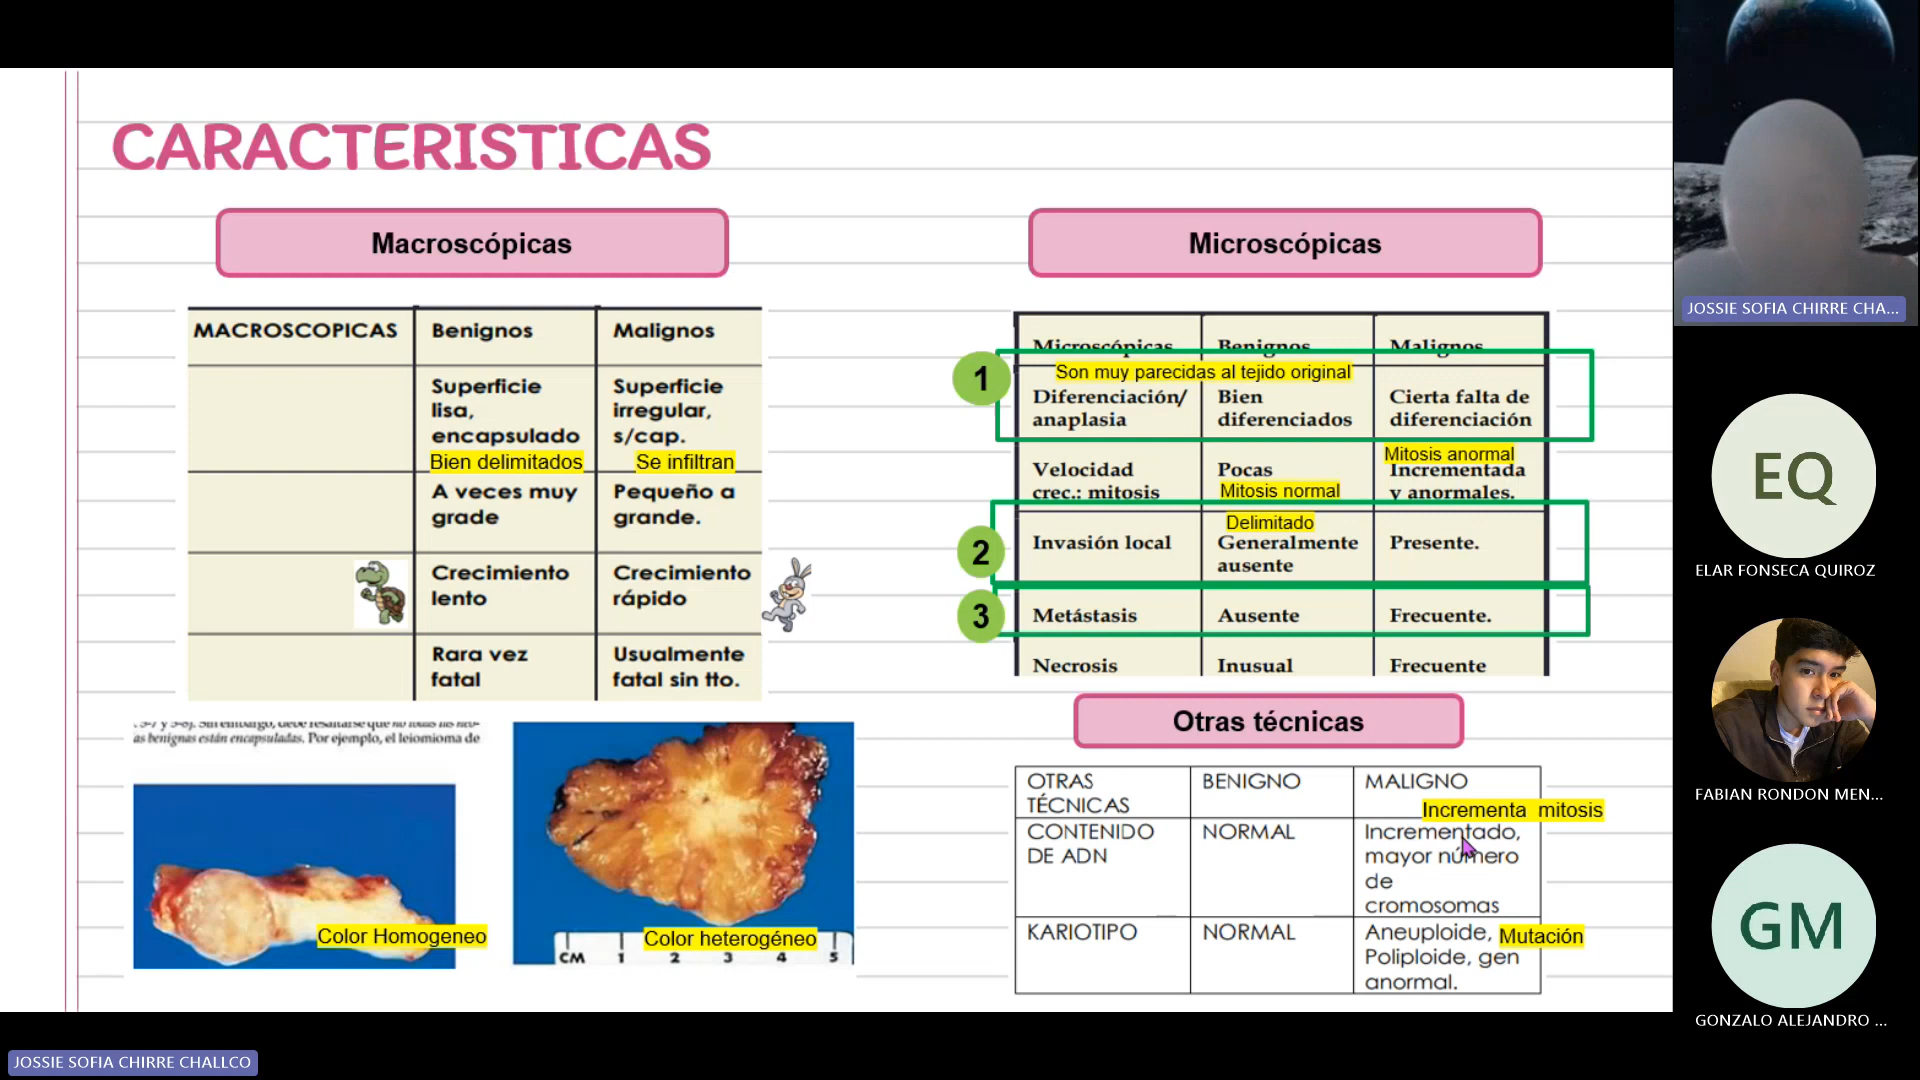 CARACTERISTICAS
Macroscópicas
MACROSCOPICAS Benignos Malignos
Superficie lisa, encapsulado
Bien delimitados
Superficie irregular, s/cap.
Se infiltran
A veces muy grade
Pequeño a grande.
Crecimiento lento
Crecimiento rápido
Rara vez fatal
Usualmente fatal sin tto.
as benignas están encapsuladas. Por ejemplo, el leiomioma de
Color Homogeneo
Color heterogéneo
CM 1 2 3 4 5
Microscópicas
Microscópicas Benignos Malignos
1
Son muy parecidas al tejido original
Diferenciación/ anaplasia
Bien diferenciados
Cierta falta de diferenciación
Velocidad crec.: mitosis
Pocas
Mitosis normal
Mitosis anormal
Incrementada y anormales.
2
Invasión local
Delimitado
Generalmente ausente
Presente.
3
Metástasis Ausente Frecuente.
Necrosis Inusual Frecuente
Otras técnicas
OTRAS TÉCNICAS
BENIGNO
MALIGNO
Incrementa mitosis
CONTENIDO DE ADN
NORMAL
Incrementado, mayor número de cromosomas
KARIOTIPO
NORMAL
Aneuploide, Poliploide, gen anormal.
Mutación
JOSSIE SOFIA CHIRRE CHA...
EQ
ELAR FONSECA QUIROZ
FABIAN RONDON MEN...
GM
GONZALO ALEJANDRO ...
JOSSIE SOFIA CHIRRE CHALLCO